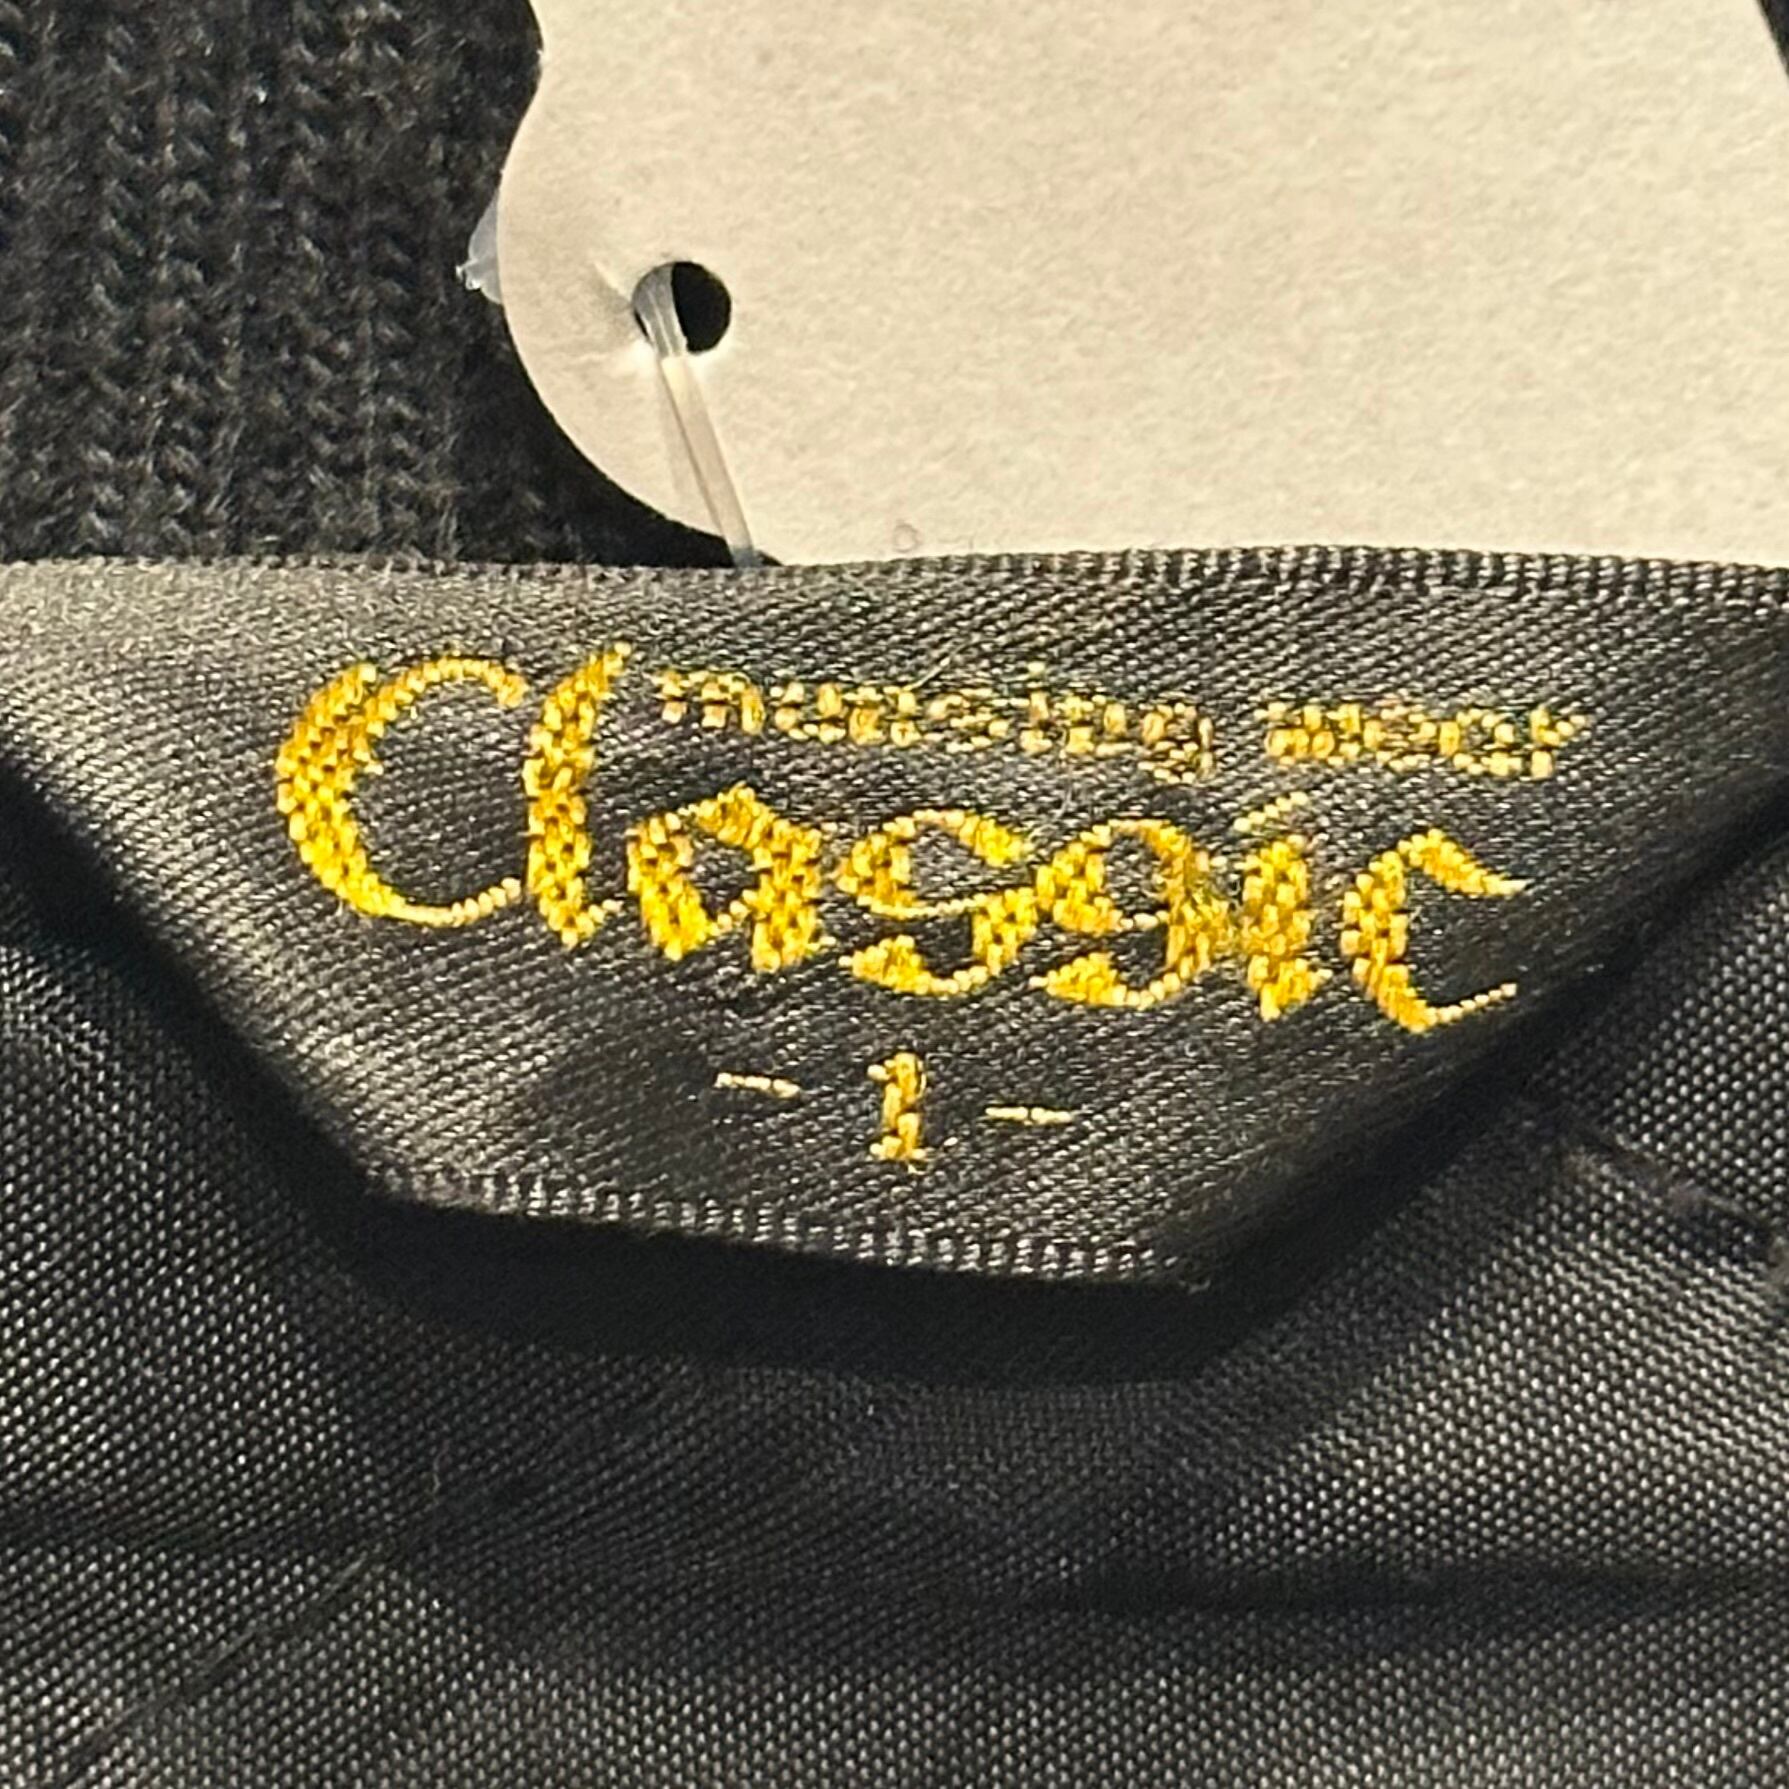 nursing wear
Classic
- 1 -